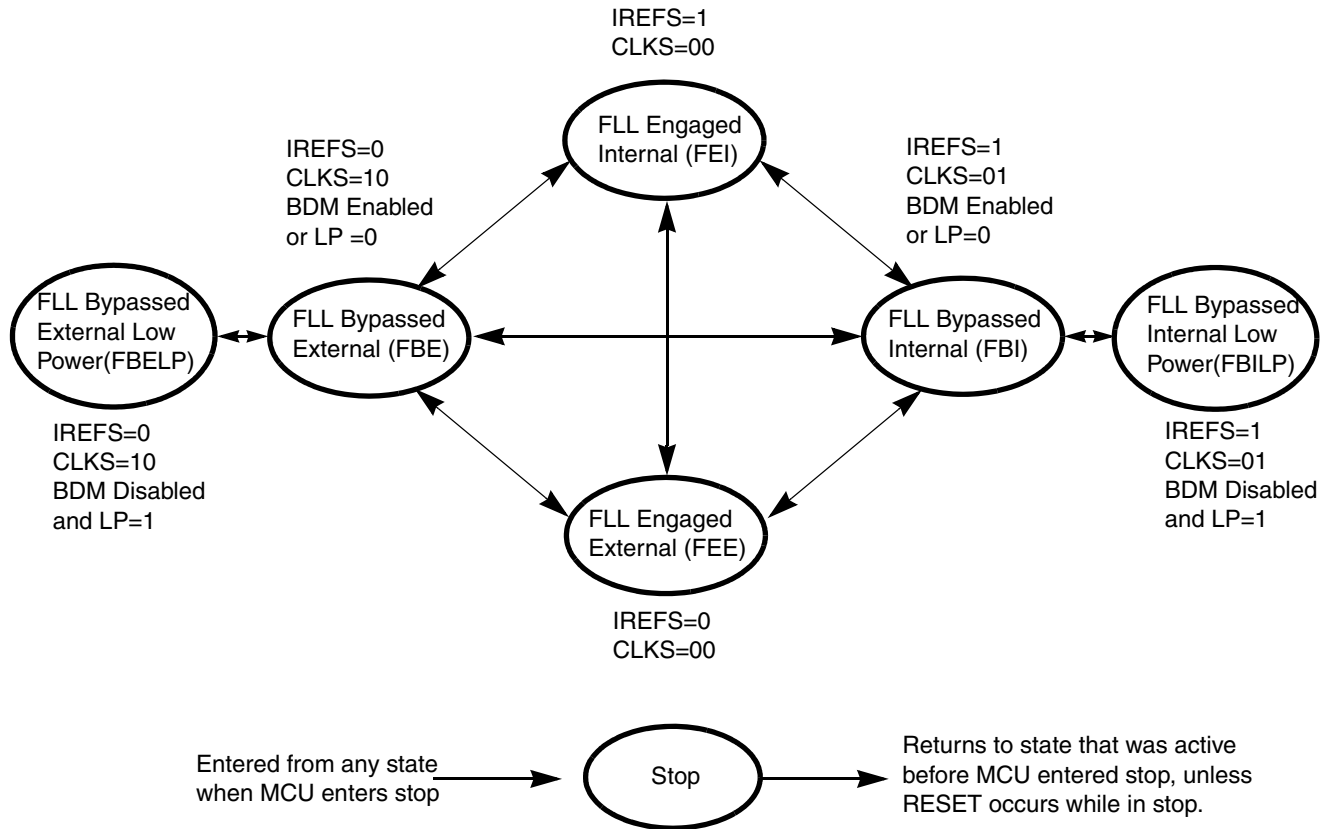 IREFS=1
CLKS=00
FLL Engaged
Internal (FEI)
IREFS=0
CLKS=10
BDM Enabled
or LP =0
IREFS=1
CLKS=01
BDM Enabled
or LP=0
FLL Bypassed
External Low
Power(FBELP)
FLL Bypassed
External (FBE)
FLL Bypassed
Internal (FBI)
FLL Bypassed
Internal Low
Power(FBILP)
IREFS=0
CLKS=10
BDM Disabled
and LP=1
IREFS=1
CLKS=01
BDM Disabled
and LP=1
FLL Engaged
External (FEE)
IREFS=0
CLKS=00
Entered from any state
when MCU enters stop
Stop
Returns to state that was active
before MCU entered stop, unless
RESET occurs while in stop.